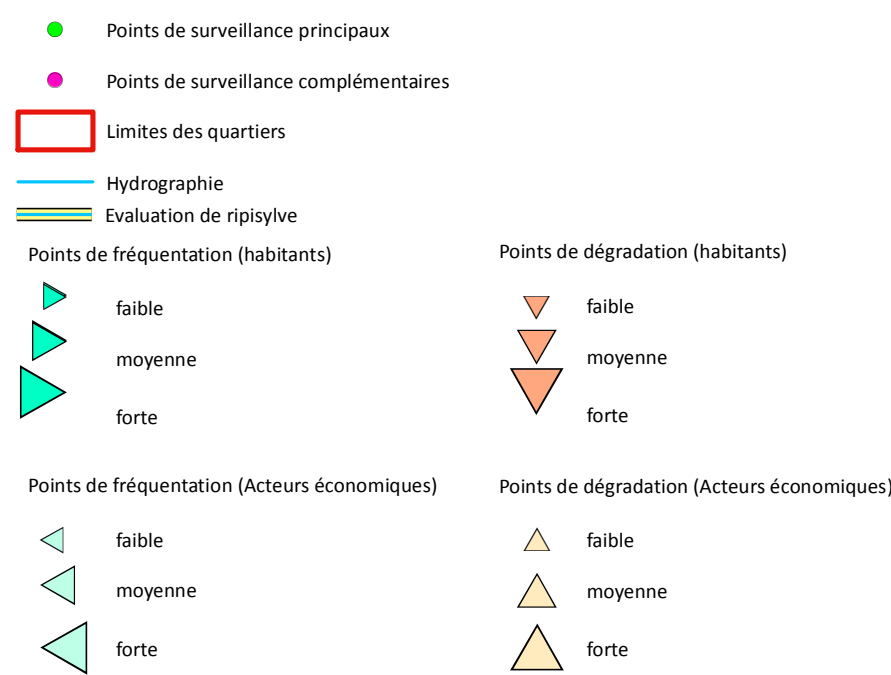 Points de surveillance principaux
Points de surveillance complémentaires
Limites des quartiers
Hydrographie
Evaluation de ripisylve
Points de fréquentation (habitants)
faible
moyenne
forte
Points de dégradation (habitants)
faible
moyenne
forte
Points de fréquentation (Acteurs économiques)
faible
moyenne
forte
Points de dégradation (Acteurs économiques)
faible
moyenne
forte